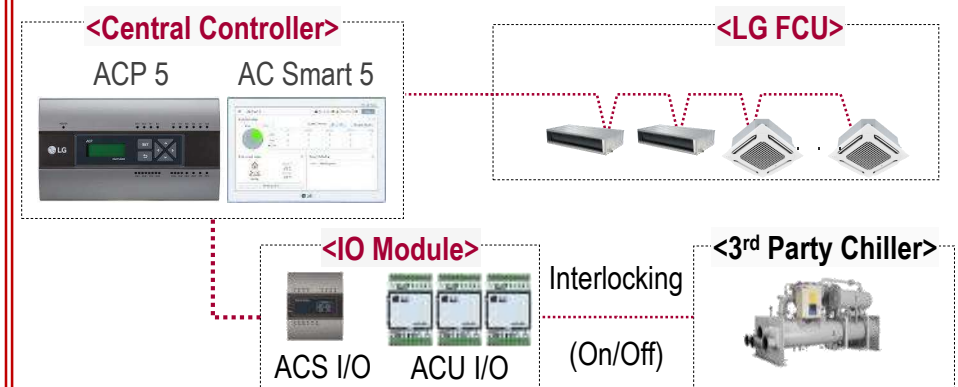 <Central Controller>
ACP 5
AC Smart 5
LG
<LG FCU>
. .
<IO Module>
ACS I/O
ACU I/O
Interlocking
(On/Off)
<3rd Party Chiller>